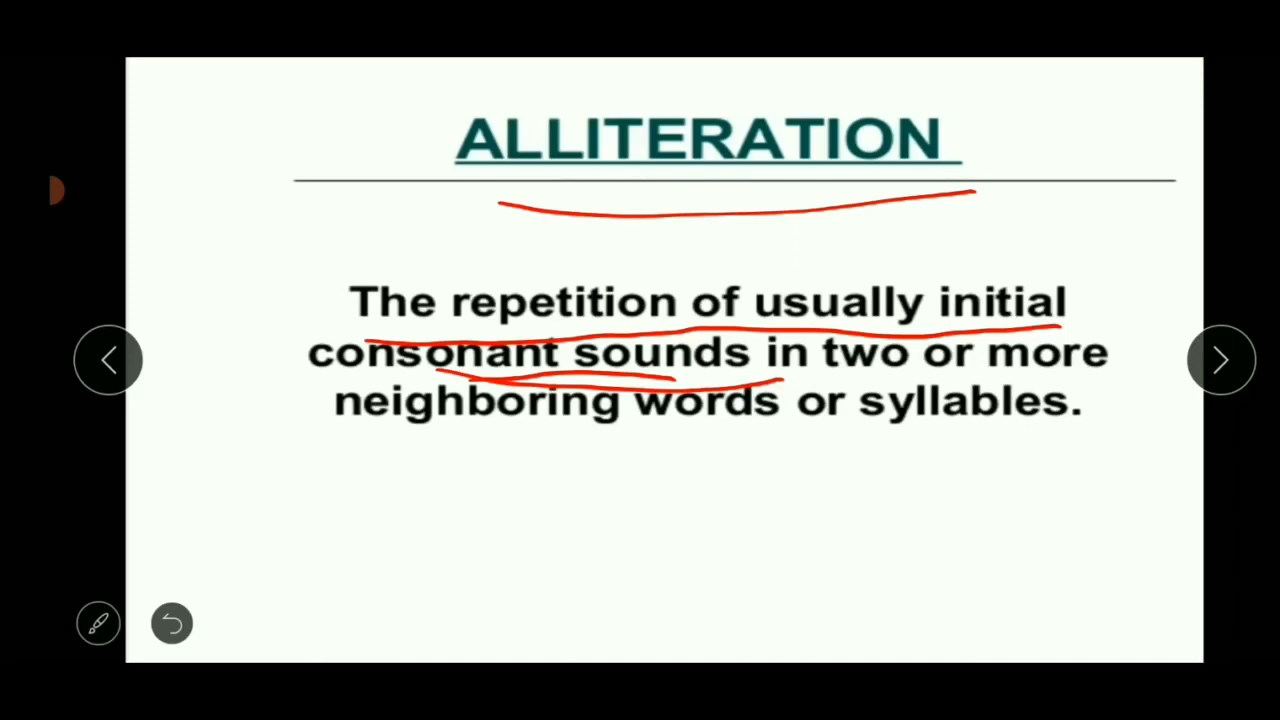 ALLITERATION
The repetition of usually initial
consonant sounds in two or more
neighboring words or syllables.